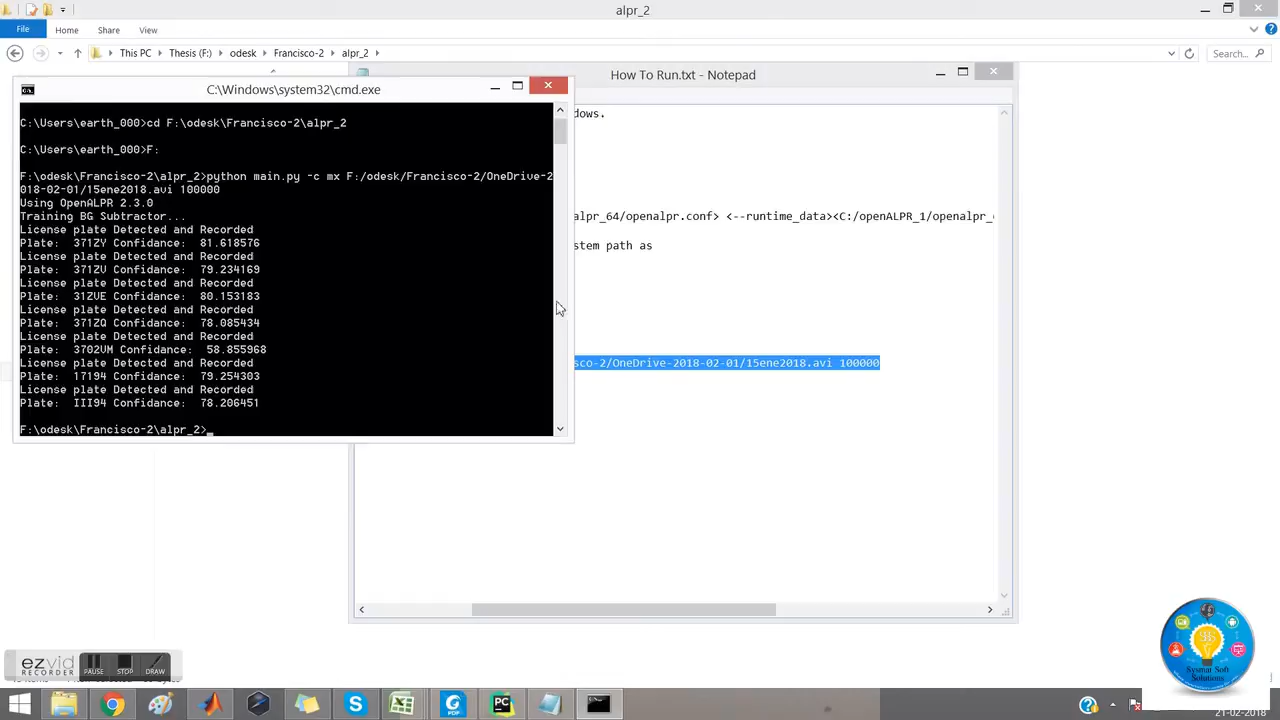 alpr_2
File Home Share View
This PC Thesis (F:) odesk Francisco-2 alpr_2
Search...
How To Run.txt - Notepad
C:\Windows\system32\cmd.exe
C:\Users\earth_000>cd F:\odesk\Francisco-2\alpr_2
C:\Users\earth_000>F:
F:\odesk\Francisco-2\alpr_2>python main.py -c mx F:/odesk/Francisco-2/OneDrive-2
018-02-01/15ene2018.avi 100000
Using OpenALPR 2.3.0
Training BG Subtractor...
License plate Detected and Recorded
Plate: 371ZY Confidance: 81.618576
License plate Detected and Recorded
Plate: 371ZV Confidance: 79.234169
License plate Detected and Recorded
Plate: 31ZVE Confidance: 80.153183
License plate Detected and Recorded
Plate: 371ZQ Confidance: 78.085434
License plate Detected and Recorded
Plate: 3702VM Confidance: 58.855968
License plate Detected and Recorded
Plate: 17194 Confidance: 79.254303
License plate Detected and Recorded
Plate: III94 Confidance: 78.206451
F:\odesk\Francisco-2\alpr_2>
dows.
alpr_64/openalpr.conf> <--runtime_data><C:/openALPR_1/openalpr_
stem path as
sco-2/OneDrive-2018-02-01/15ene2018.avi 100000
ezvid
RECORDER
PAUSE STOP DRAW
Sysmat Soft
Solutions
21-02-2018